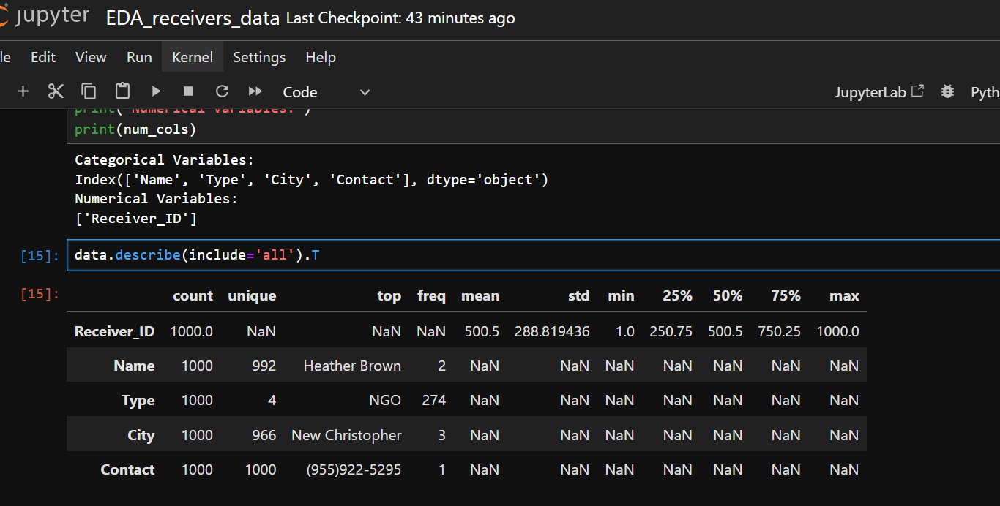 jupyter EDA_receivers_data Last Checkpoint: 43 minutes ago
le Edit View Run Kernel Settings Help
Code JupyterLab Pyth
print("Numerical Variables:")
print(num_cols)
Categorical Variables:
Index(['Name', 'Type', 'City', 'Contact'], dtype='object')
Numerical Variables:
['Receiver_ID']
[15]: data.describe(include='all').T
[15]:
count unique top freq mean std min 25% 50% 75% max
Receiver_ID 1000.0 NaN NaN NaN 500.5 288.819436 1.0 250.75 500.5 750.25 1000.0
Name 1000 992 Heather Brown 2 NaN NaN NaN NaN NaN NaN NaN
Type 1000 4 NGO 274 NaN NaN NaN NaN NaN NaN NaN
City 1000 966 New Christopher 3 NaN NaN NaN NaN NaN NaN NaN
Contact 1000 1000 (955)922-5295 1 NaN NaN NaN NaN NaN NaN NaN